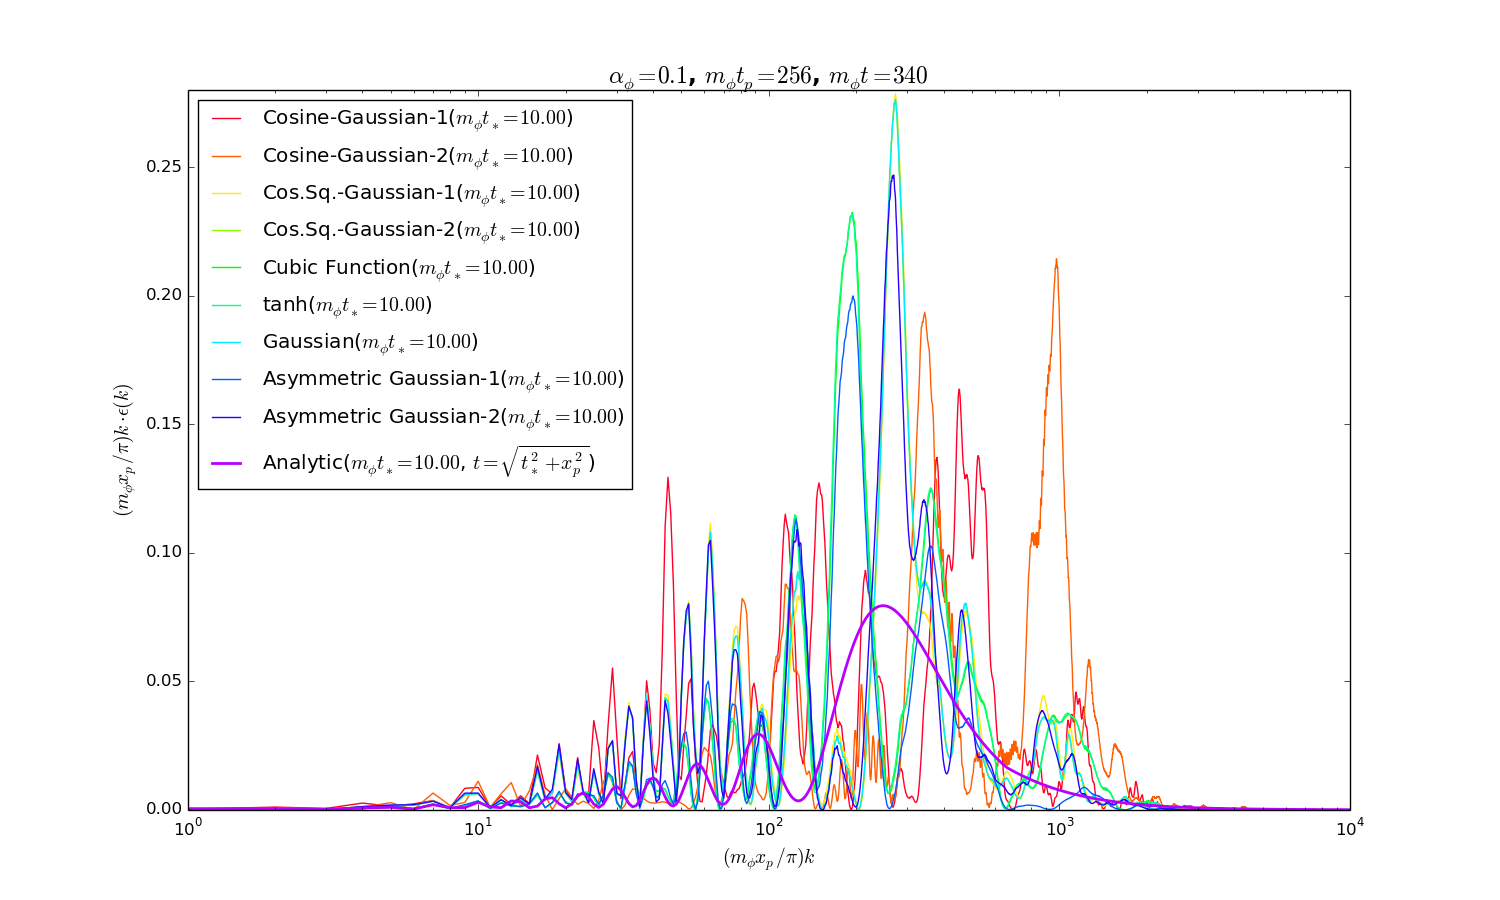 α_ϕ=0.1, m_ϕt_p=256, m_ϕt=340
Cosine-Gaussian-1(m_ϕt_*=10.00)
Cosine-Gaussian-2(m_ϕt_*=10.00)
Cos.Sq.-Gaussian-1(m_ϕt_*=10.00)
Cos.Sq.-Gaussian-2(m_ϕt_*=10.00)
Cubic Function(m_ϕt_*=10.00)
tanh(m_ϕt_*=10.00)
Gaussian(m_ϕt_*=10.00)
Asymmetric Gaussian-1(m_ϕt_*=10.00)
Asymmetric Gaussian-2(m_ϕt_*=10.00)
Analytic(m_ϕt_*=10.00, t=√(t_*^2+x_p^2))
(m_ϕx_p/π)k·ϵ(k)
0.25
0.20
0.15
0.10
0.05
0.00
10^0
10^1
10^2
10^3
10^4
(m_ϕx_p/π)k